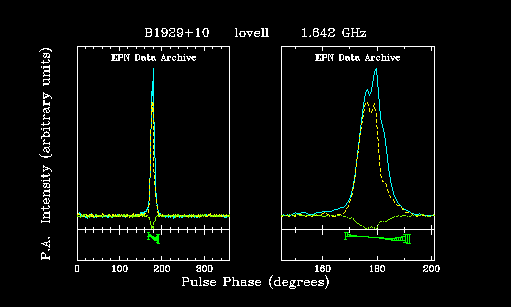 B1929+10 lovell 1.642 GHz
EPN Data Archive EPN Data Archive
P.A. Intensity (arbitrary units)
0 100 200 300 160 180 200
Pulse Phase (degrees)